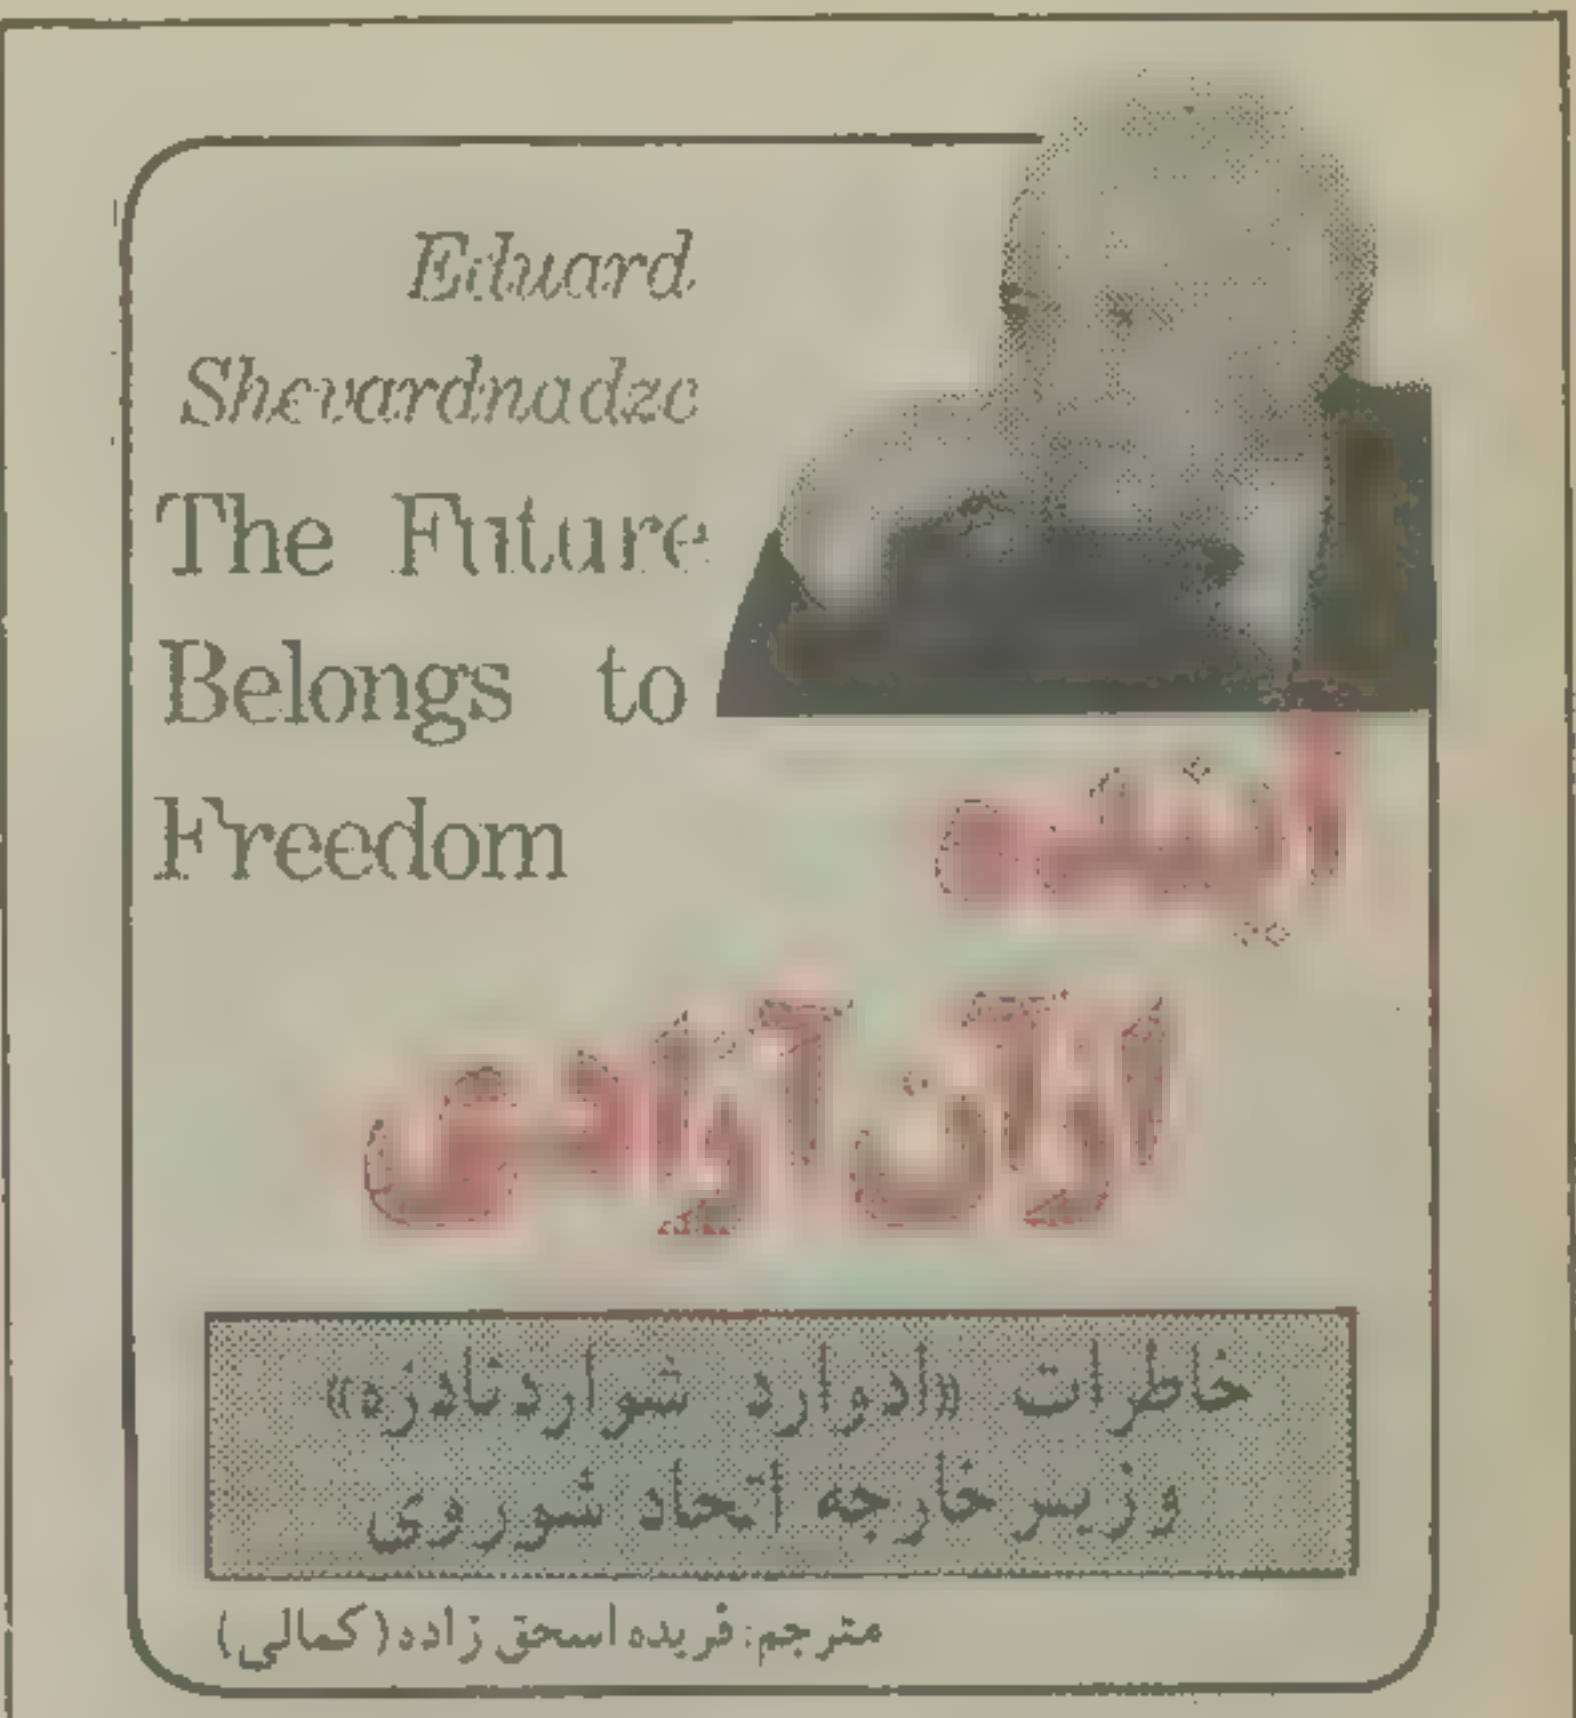 Eduard
Shevardnadze
The Future
Belongs to
Freedom
آینده
از آن آزادی
خاطرات «ادوارد شواردنادزه»
وزیر خارجه اتحاد شوروی
مترجم: فریده اسحق زاده (کمالی)